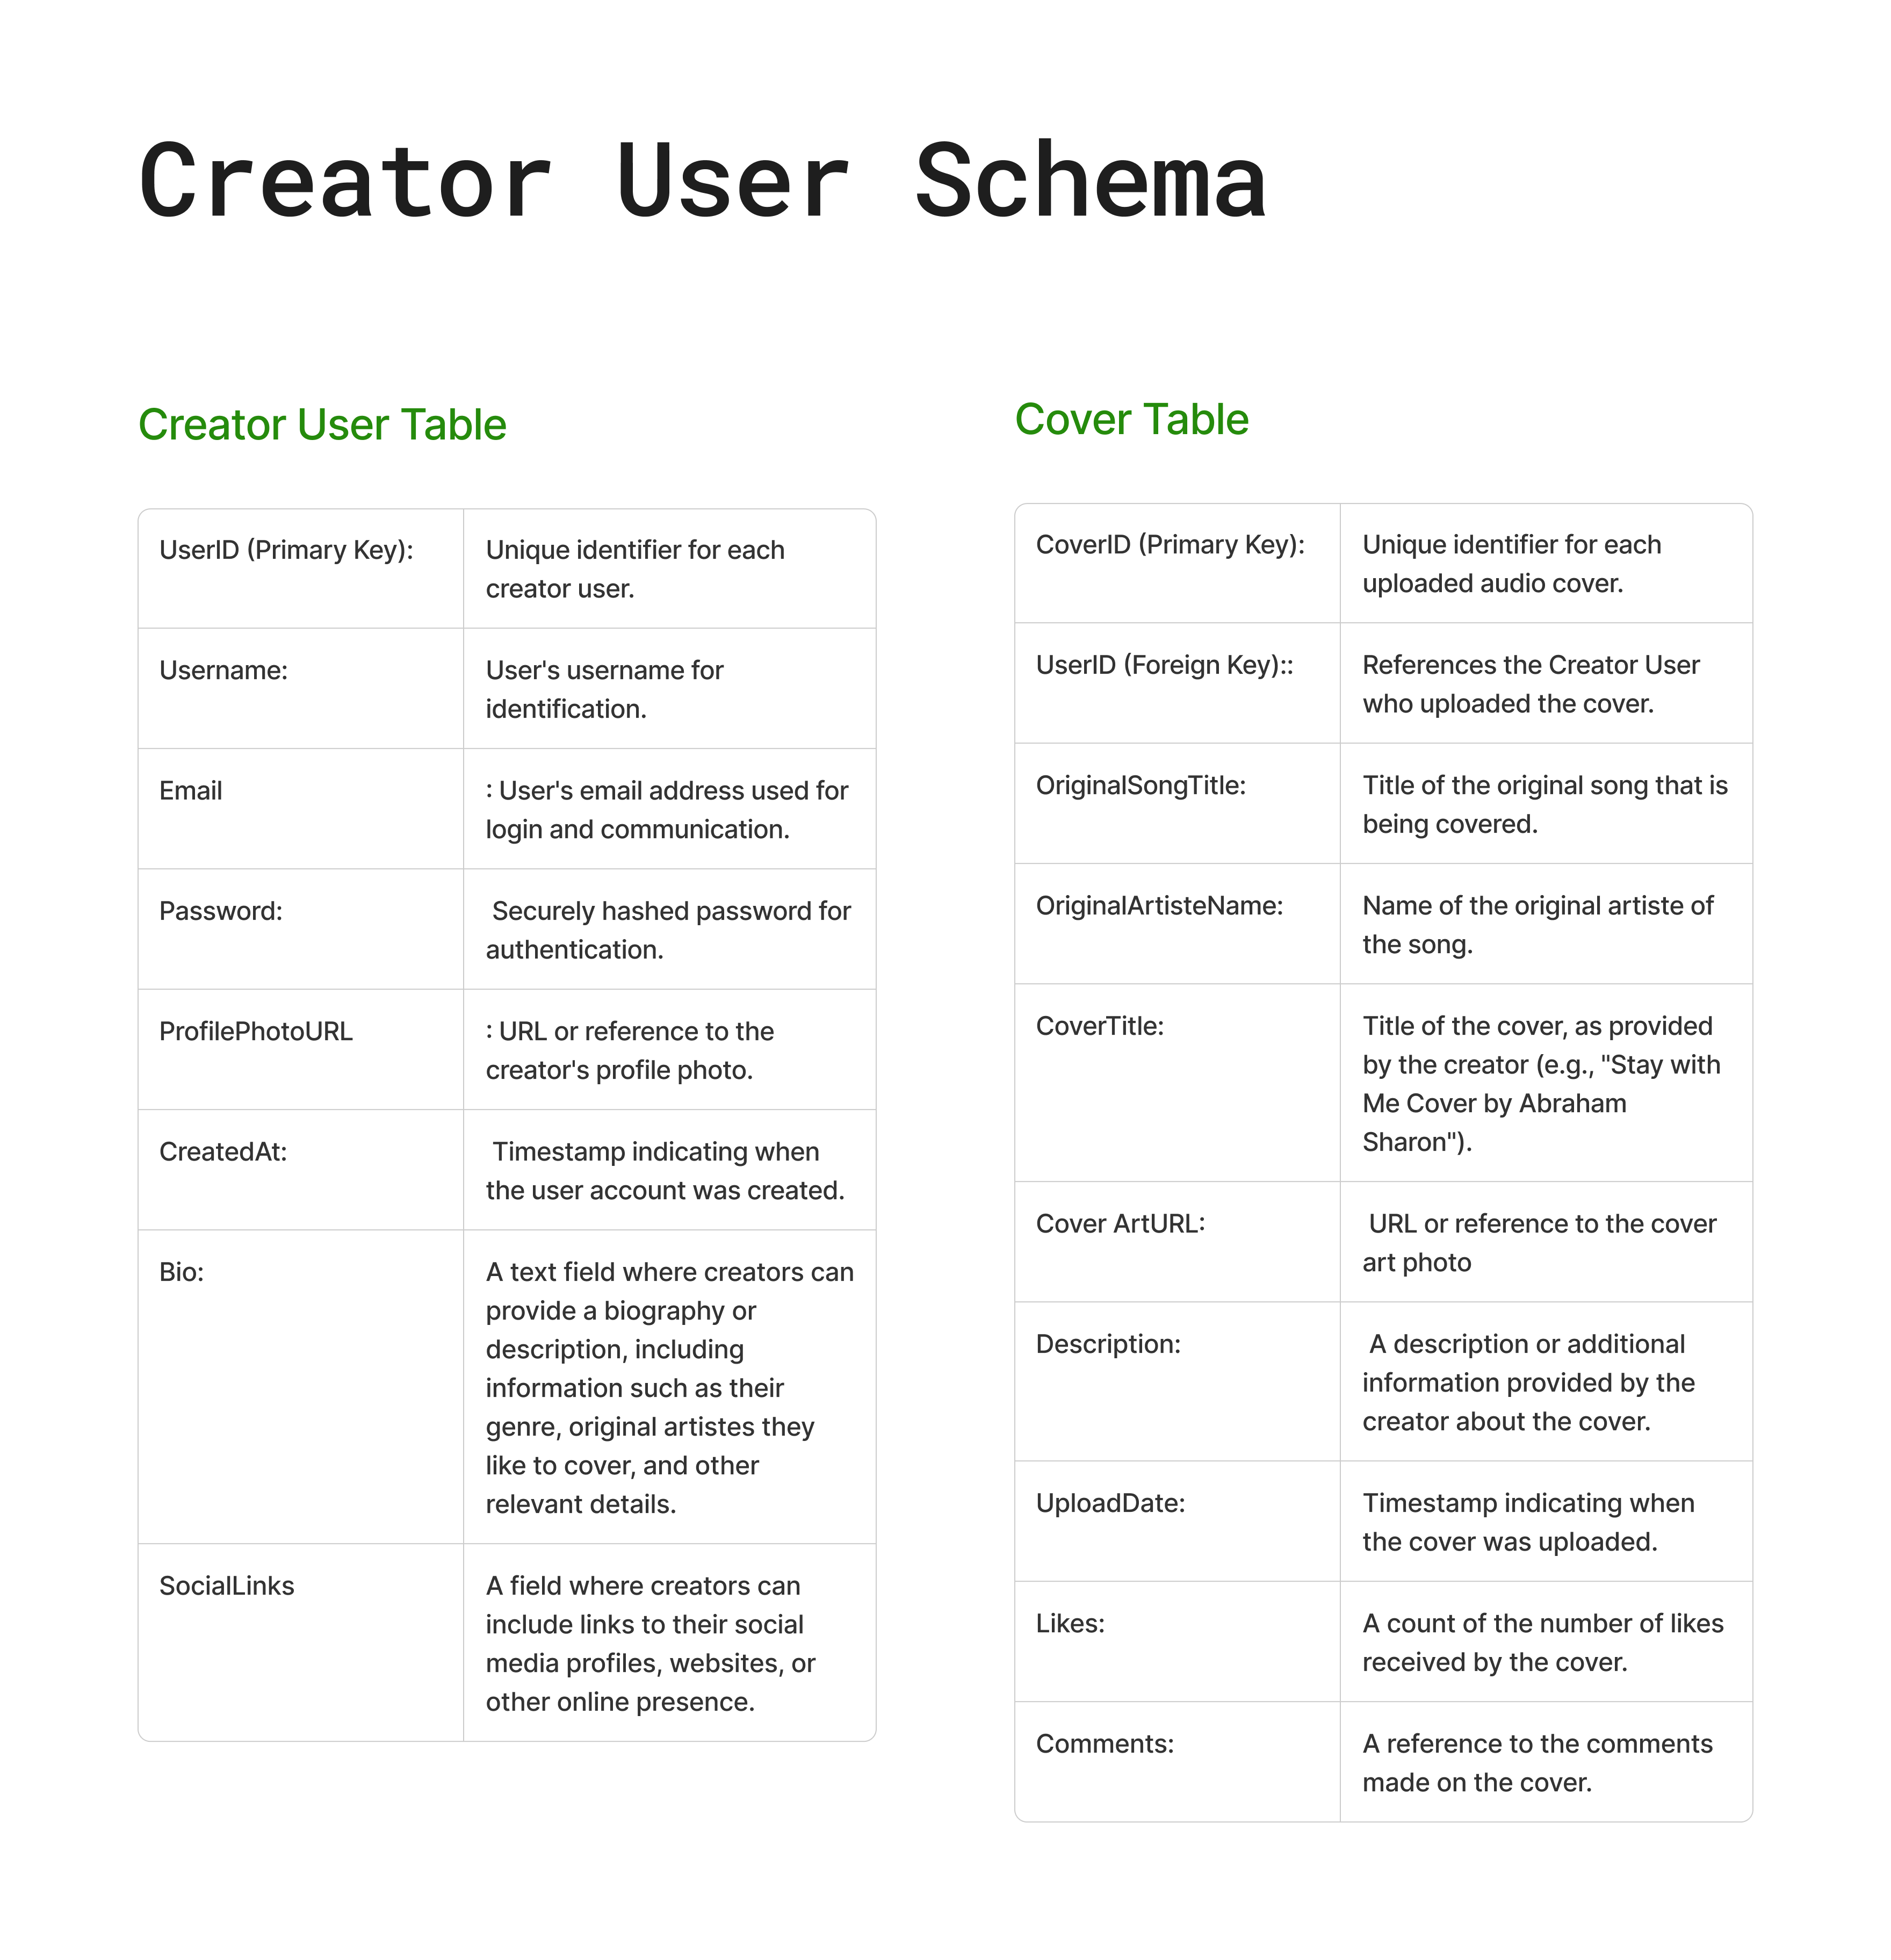 Creator User Schema
Creator User Table
UserID (Primary Key):
Unique identifier for each
creator user.
Username:
User's username for
identification.
Email
: User's email address used for
login and communication.
Password:
Securely hashed password for
authentication.
ProfilePhotoURL
: URL or reference to the
creator's profile photo.
CreatedAt:
Timestamp indicating when
the user account was created.
Bio:
A text field where creators can
provide a biography or
description, including
information such as their
genre, original artistes they
like to cover, and other
relevant details.
SocialLinks
A field where creators can
include links to their social
media profiles, websites, or
other online presence.
Cover Table
CoverID (Primary Key):
Unique identifier for each
uploaded audio cover.
UserID (Foreign Key)::
References the Creator User
who uploaded the cover.
OriginalSongTitle:
Title of the original song that is
being covered.
OriginalArtisteName:
Name of the original artiste of
the song.
CoverTitle:
Title of the cover, as provided
by the creator (e.g., "Stay with
Me Cover by Abraham
Sharon").
Cover ArtURL:
URL or reference to the cover
art photo
Description:
A description or additional
information provided by the
creator about the cover.
UploadDate:
Timestamp indicating when
the cover was uploaded.
Likes:
A count of the number of likes
received by the cover.
Comments:
A reference to the comments
made on the cover.